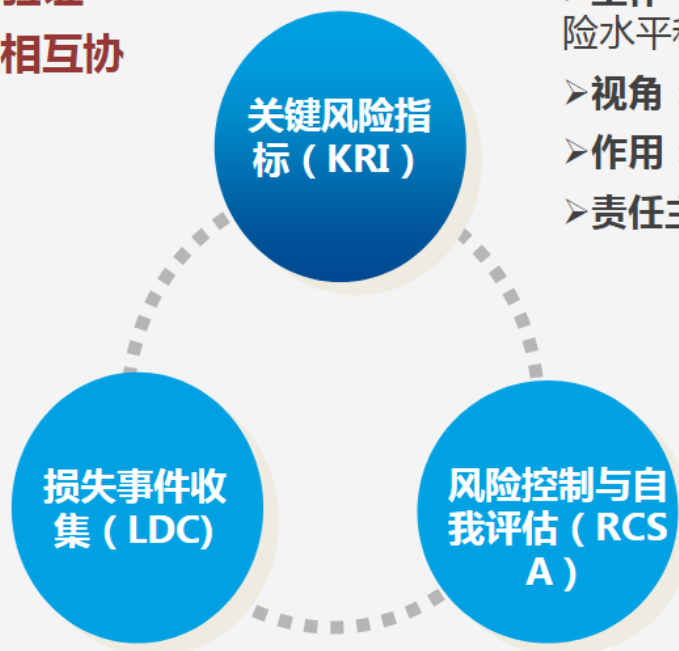 相互协
险水平
➢视角：
➢作用：
➢责任主
关键风险指
标（KRI）
损失事件收
集（LDC)
风险控制与自
我评估（RCS
A）